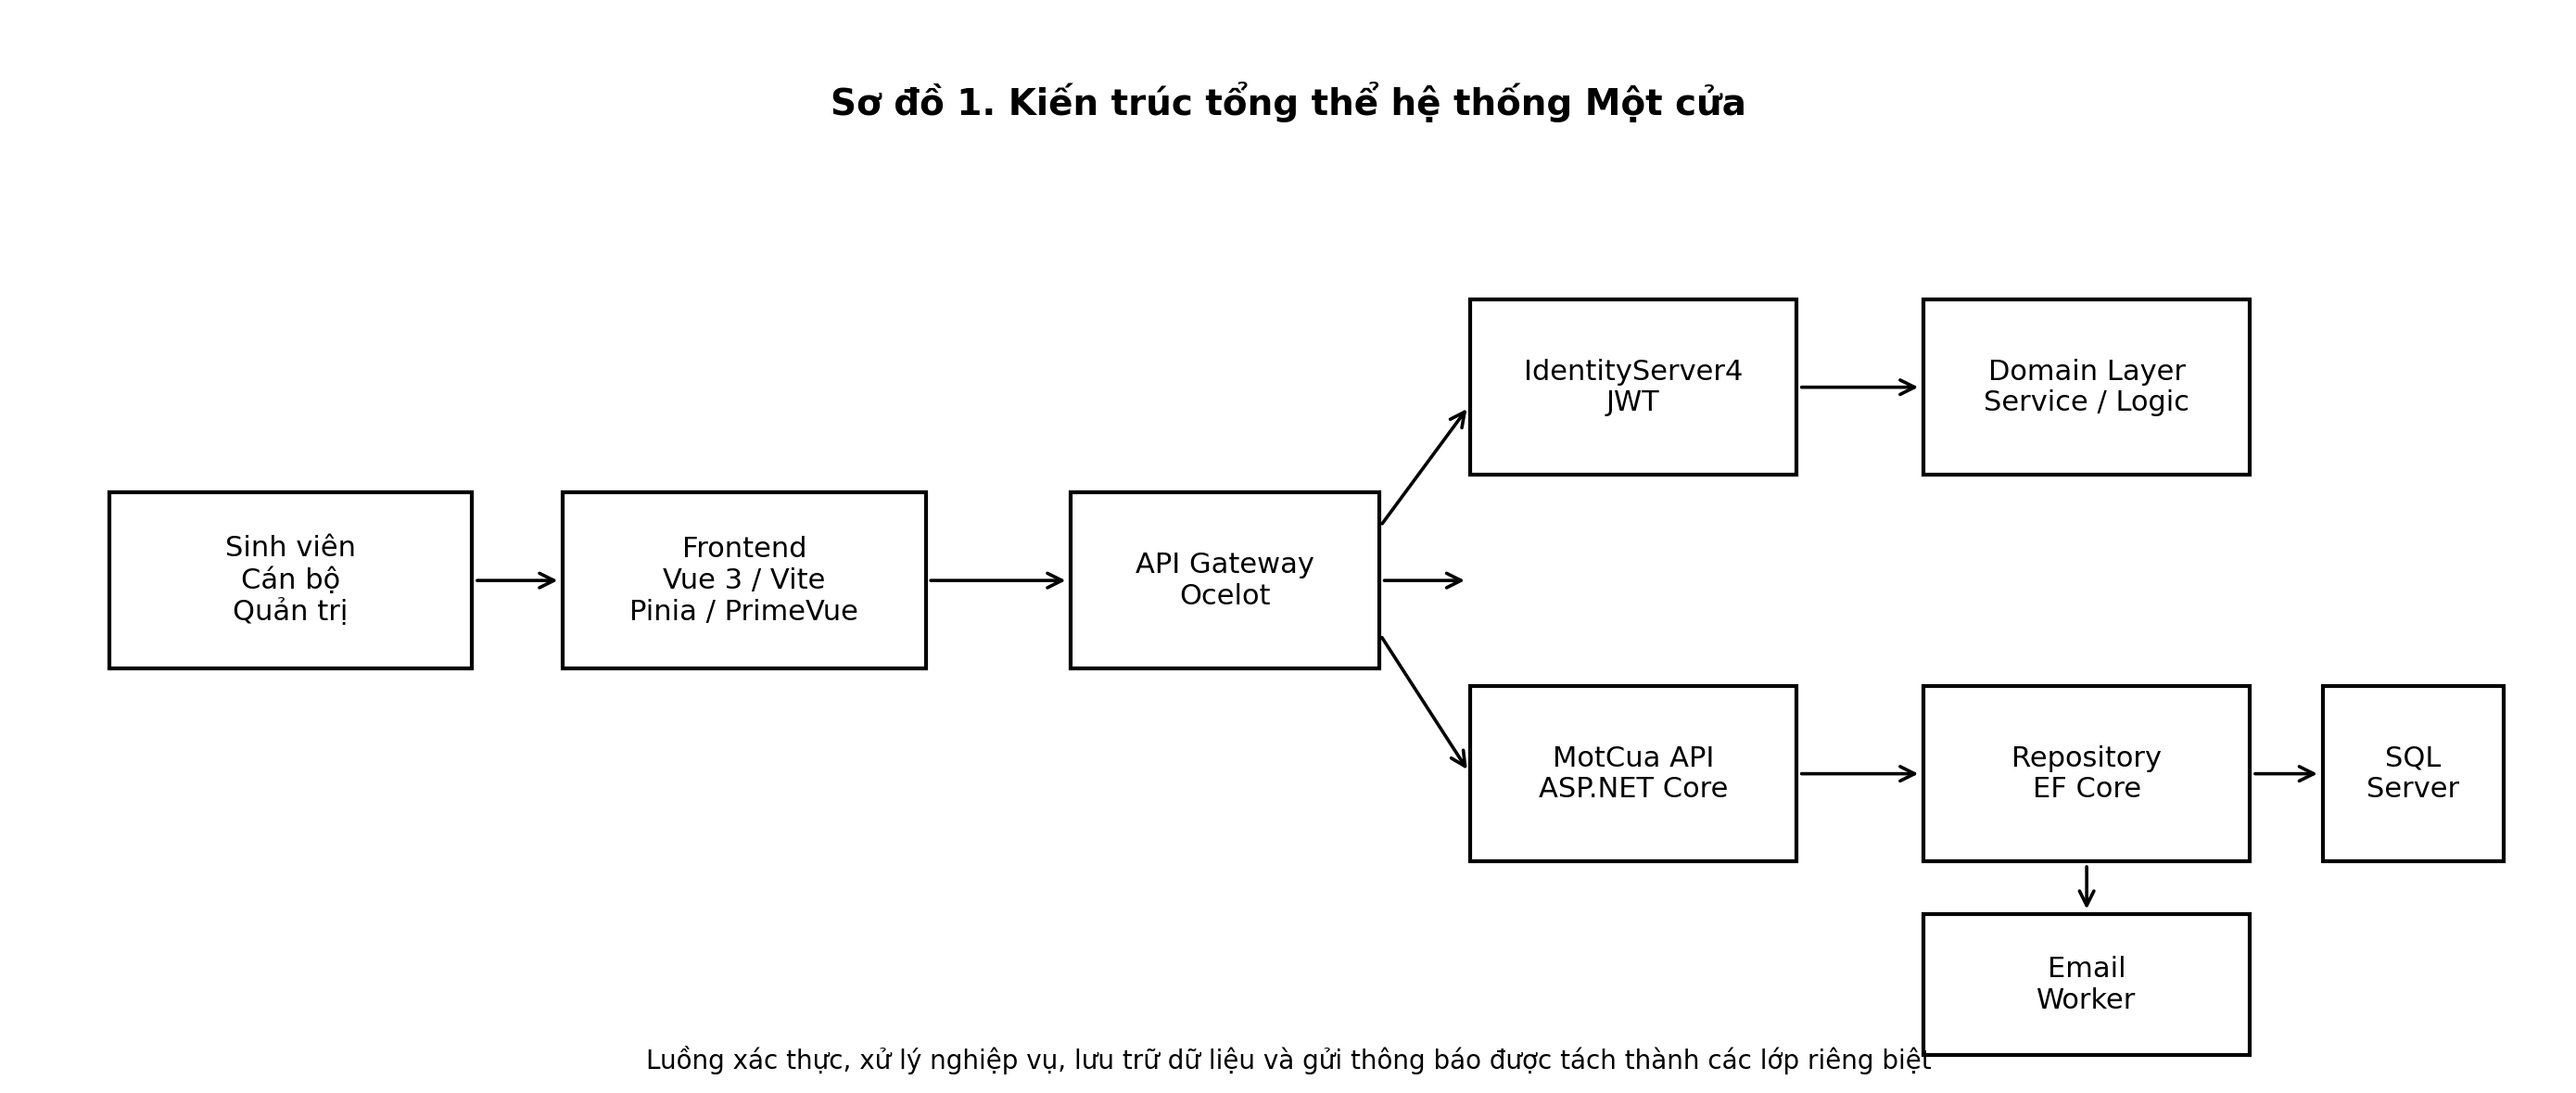 Sơ đồ 1. Kiến trúc tổng thể hệ thống Một cửa
Sinh viên
Cán bộ
Quản trị
Frontend
Vue 3 / Vite
Pinia / PrimeVue
API Gateway
Ocelot
IdentityServer4
JWT
Domain Layer
Service / Logic
MotCua API
ASP.NET Core
Repository
EF Core
SQL
Server
Email
Worker
Luồng xác thực, xử lý nghiệp vụ, lưu trữ dữ liệu và gửi thông báo được tách thành các lớp riêng biệt